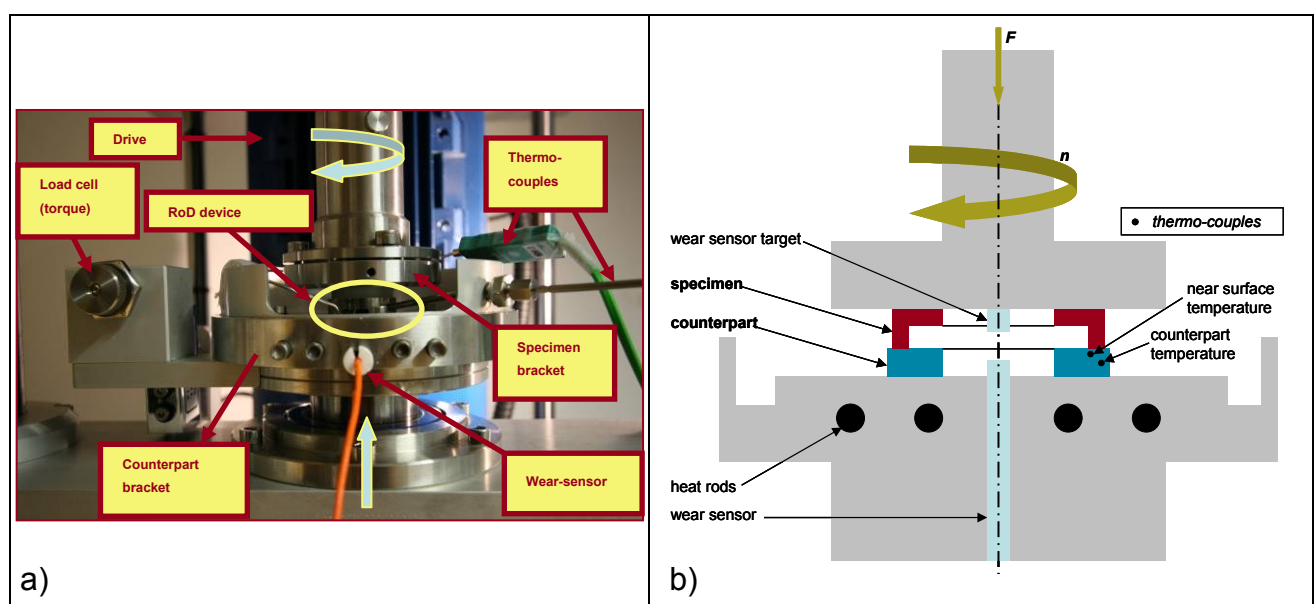 Drive
Load cell
(torque)
RoD device
Thermo-
couples
Specimen
bracket
Counterpart
bracket
Wear-sensor
a)
F
n
thermo-couples
wear sensor target
specimen
counterpart
near surface
temperature
counterpart
temperature
heat rods
wear sensor
b)